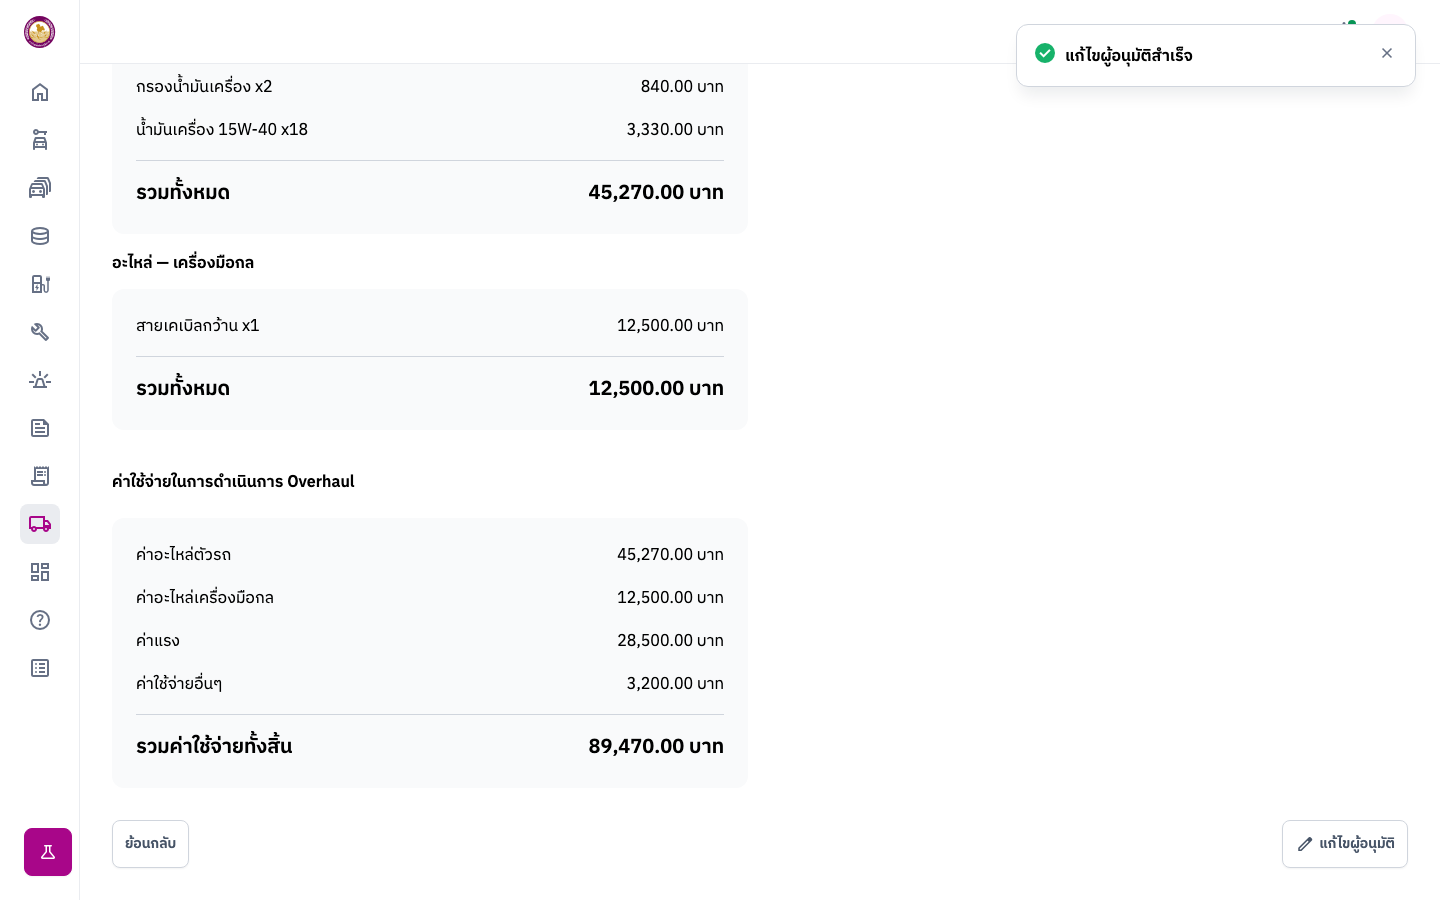 แก้ไขผู้อนุมัติสำเร็จ
กรองน้ำมันเครื่อง x2 840.00 บาท
น้ำมันเครื่อง 15W-40 x18 3,330.00 บาท
รวมทั้งหมด 45,270.00 บาท
อะไหล่ — เครื่องมือกล
สายเคเบิลกว้าน x1 12,500.00 บาท
รวมทั้งหมด 12,500.00 บาท
ค่าใช้จ่ายในการดำเนินการ Overhaul
ค่าอะไหล่ตัวรถ 45,270.00 บาท
ค่าอะไหล่เครื่องมือกล 12,500.00 บาท
ค่าแรง 28,500.00 บาท
ค่าใช้จ่ายอื่นๆ 3,200.00 บาท
รวมค่าใช้จ่ายทั้งสิ้น 89,470.00 บาท
ย้อนกลับ แก้ไขผู้อนุมัติ